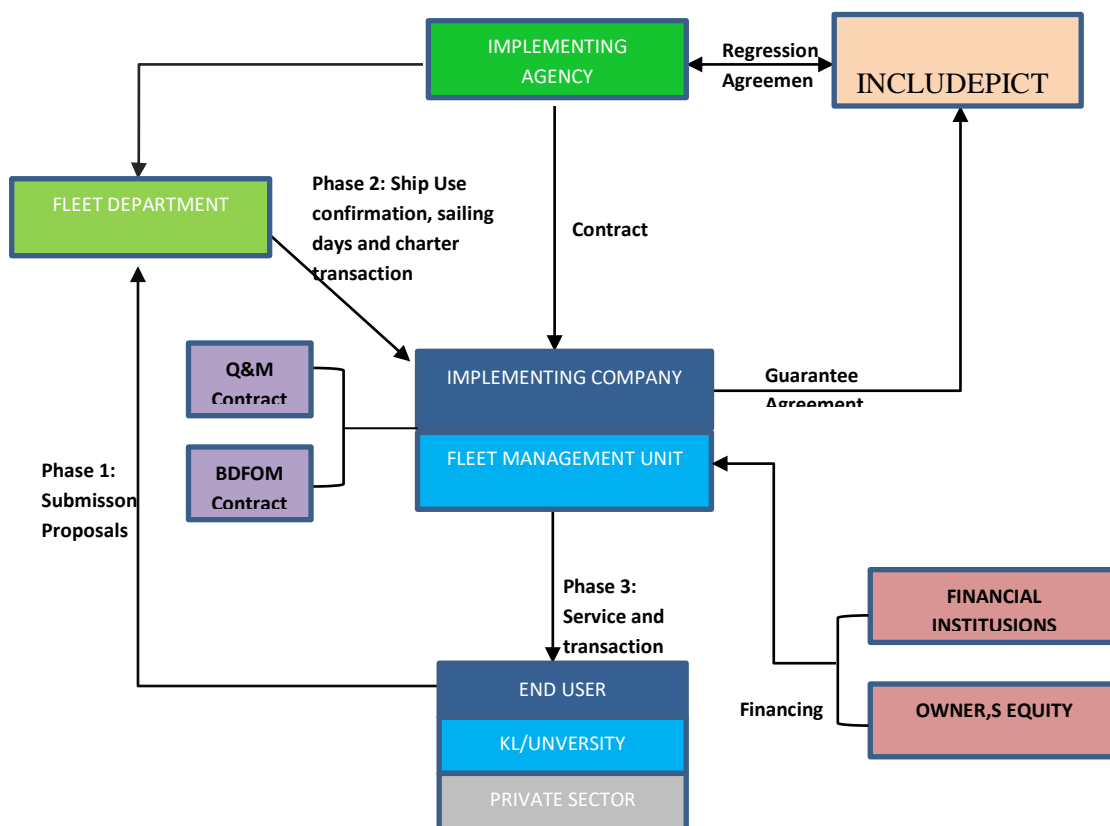 IMPLEMENTING
AGENCY
Regression
Agreemen
INCLUDEPICT
FLEET DEPARTMENT
Phase 2: Ship Use
confirmation, sailing
days and charter
transaction
Contract
Q&M
Contract
IMPLEMENTING COMPANY
Guarantee
Agreement
FLEET MANAGEMENT UNIT
BDFOM
Contract
Phase 1:
Submisson
Proposals
Phase 3:
Service and
transaction
FINANCIAL
INSTITUSIONS
END USER
Financing
OWNER,S EQUITY
KL/UNVERSITY
PRIVATE SECTOR